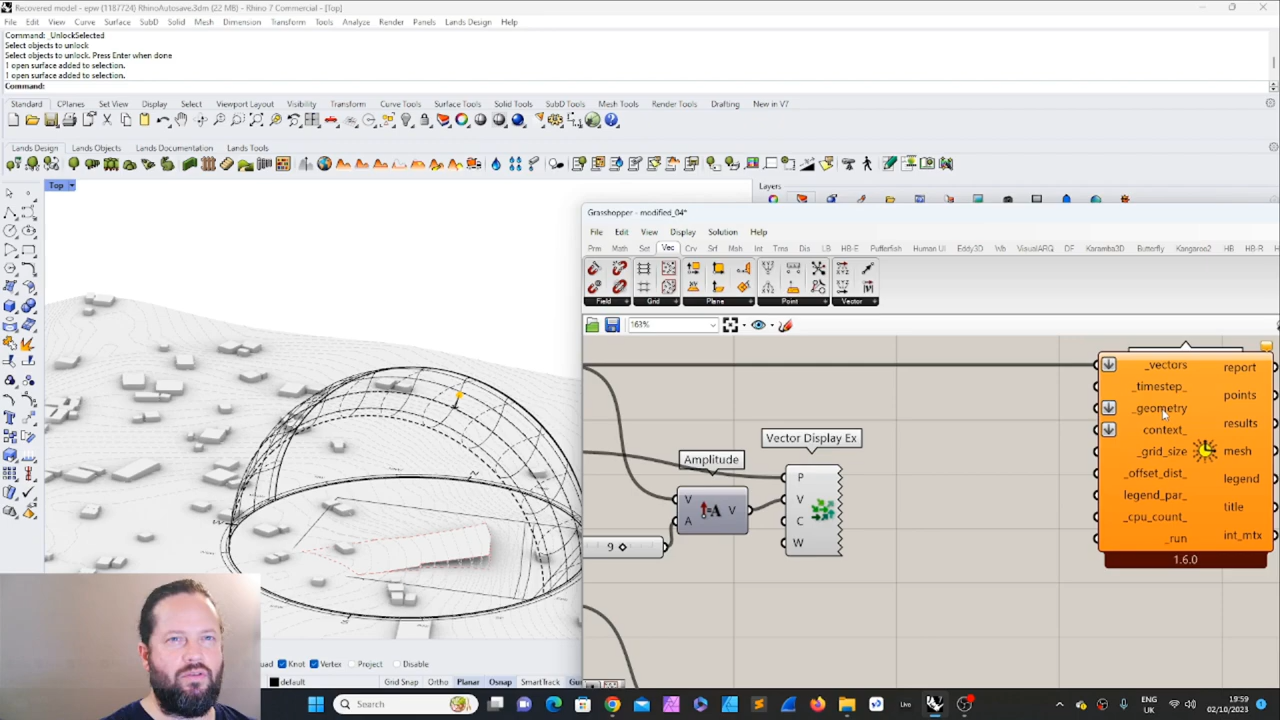 Recovered model - epw (1187724) RhinoAutosave.3dm (22 MB) - Rhino 7 Commercial - [Top]
File Edit View Curve Surface SubD Solid Mesh Dimension Transform Tools Analyze Render Panels Lands Design Help
Command: _UnlockSelected
Select objects to unlock
Select objects to unlock. Press Enter when done
1 open surface added to selection.
1 open surface added to selection.
Command:
Standard CPlanes Set View Display Select Viewport Layout Visibility Transform Curve Tools Surface Tools Solid Tools SubD Tools Mesh Tools Render Tools Drafting New in V7
Lands Design Lands Objects Lands Documentation Lands Tools
Top
Layers
Grasshopper - modified_04*
File Edit View Display Solution Help
Prm Math Set Vec Crv Srf Msh Int Trns Dis LB HB-E Pufferfish Human UI Eddy3D Wb VisualARQ DF Karamba3D Butterfly Kangaroo2 HB HB-R
Field Grid Plane Point Vector
163%
Amplitude
V
A
V
9
Vector Display Ex
P
V
C
W
_vectors
_timestep_
_geometry
context_
_grid_size
_offset_dist_
legend_par_
_cpu_count_
_run
report
points
results
mesh
legend
title
int_mtx
1.6.0
Knot Vertex Project Disable
default Grid Snap Ortho Planar Osnap SmartTrack
Search
Live
ENG
UK
19:59
02/10/2023